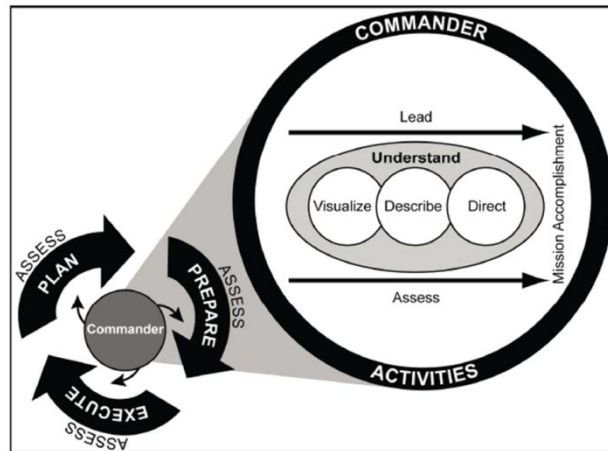 COMMANDER
Lead
Understand
Visualize
Describe
Direct
Mission Accomplishment
Assess
ACTIVITIES
ASSESS
PLAN
PREPARE
ASSESS
Commander
EXECUTE
ASSESS